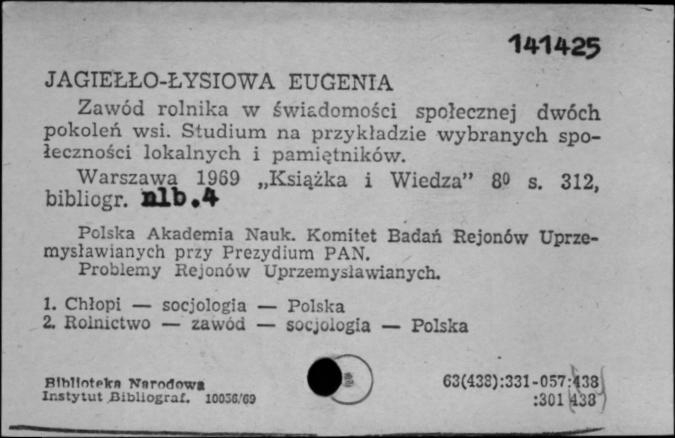 141425
JAGIEŁŁO-ŁYSIOWA EUGENIA
Zawód rolnika w świadomości społecznej dwóch
pokoleń wsi. Studium na przykładzie wybranych spo-
łeczności lokalnych i pamiętników.
Warszawa 1969 „Książka i Wiedza” 8⁰ s. 312,
bibliogr. nlb.4
Polska Akademia Nauk. Komitet Badań Rejonów Uprze-
mysławianych przy Prezydium PAN.
Problemy Rejonów Uprzemysławianych.
1. Chłopi — socjologia — Polska
2. Rolnictwo — zawód — socjologia — Polska
Biblioteka Narodowa
Instytut Bibliograf. 10036/69
63(438):331-057:438
:301(438)